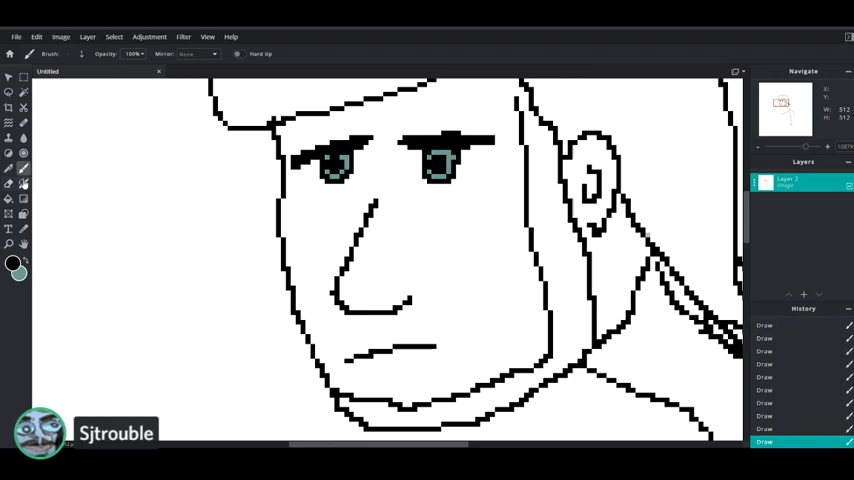 File Edit Image Layer Select Adjustment Filter View Help
Brush: 1 Opacity: 100% Mirror: None Hard tip
Untitled
Navigate
X:
Y:
W: 512
H: 512
Layers
Layer 2
Image
History
Draw
Draw
Draw
Draw
Draw
Draw
Draw
Draw
Draw
Draw
Sjtrouble